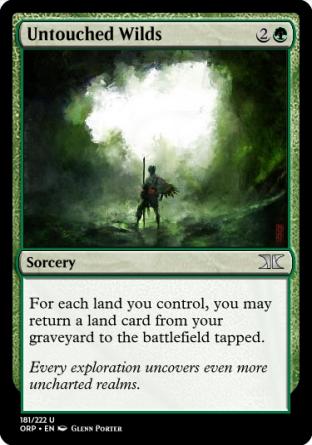 Untouched Wilds 2
Sorcery
For each land you control, you may
return a land card from your
graveyard to the battlefield tapped.
Every exploration uncovers even more
uncharted realms.
181/222 U
ORP • EN Glenn Porter